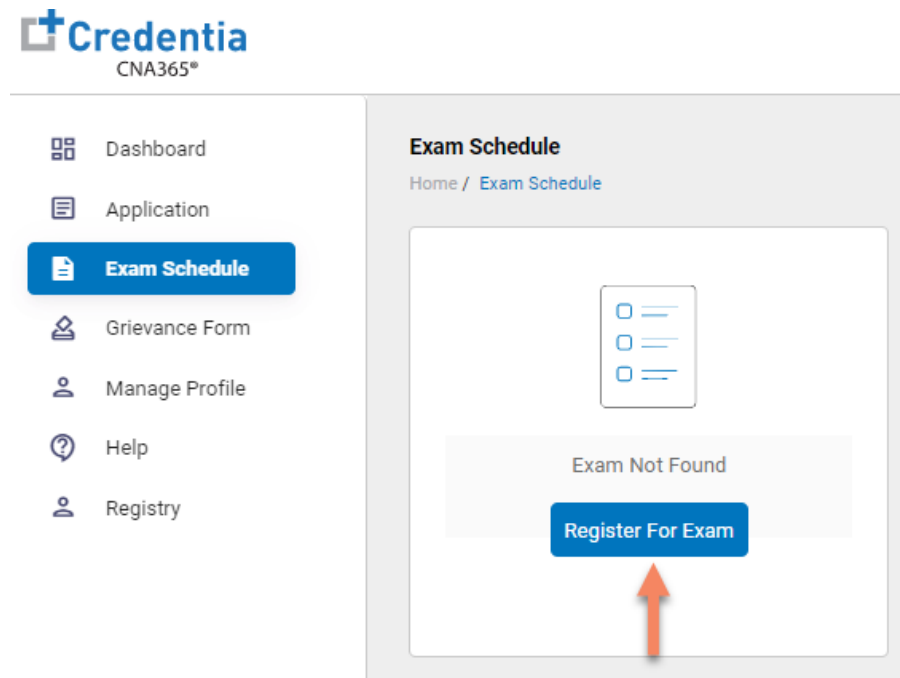 Credentia
CNA365®
Dashboard
Application
Exam Schedule
Grievance Form
Manage Profile
Help
Registry
Exam Schedule
Home / Exam Schedule
Exam Not Found
Register For Exam